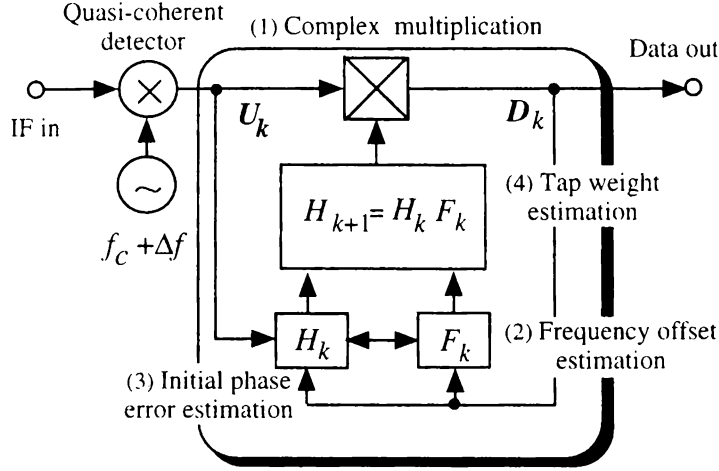 Quasi-coherent
detector
(1) Complex multiplication
Data out
IF in
U_k
D_k
f_C + Δf
H_{k+1} = H_k F_k
(4) Tap weight
estimation
H_k
F_k
(2) Frequency offset
estimation
(3) Initial phase
error estimation